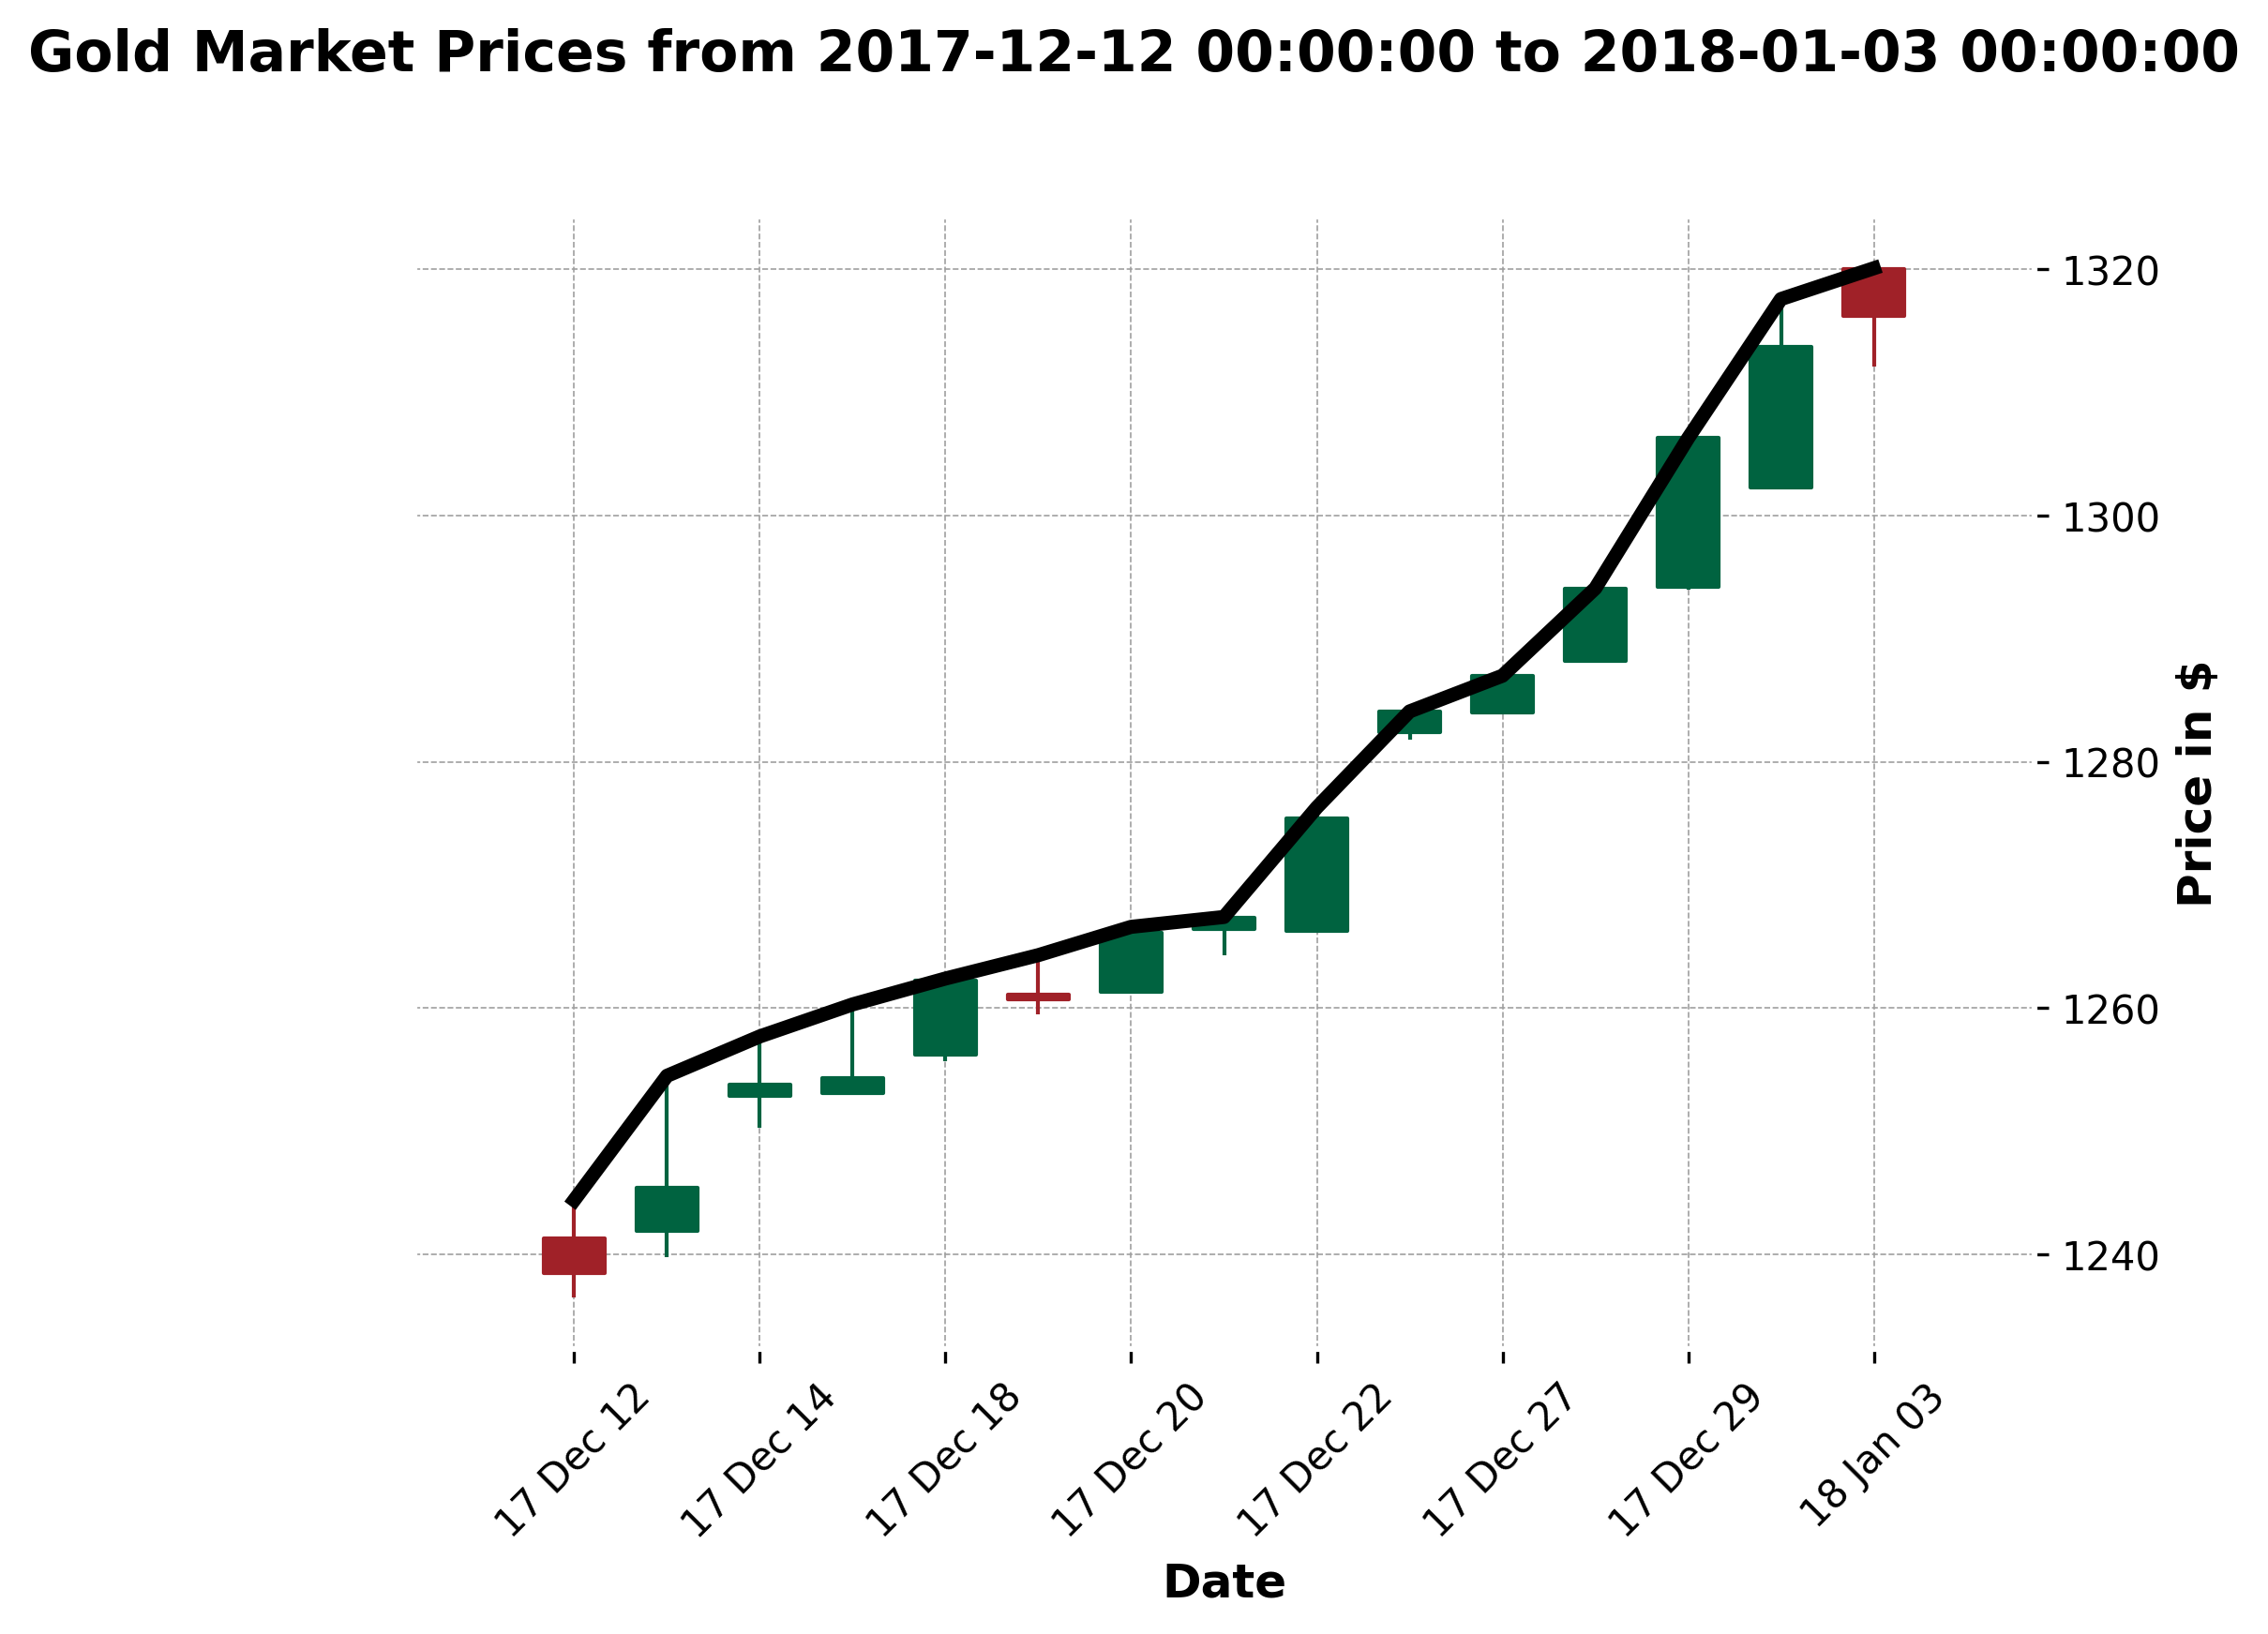 Gold Market Prices from 2017-12-12 00:00:00 to 2018-01-03 00:00:00
1320
1300
1280
1260
1240
Price in $
17 Dec 12
17 Dec 14
17 Dec 18
17 Dec 20
17 Dec 22
17 Dec 27
17 Dec 29
18 Jan 03
Date